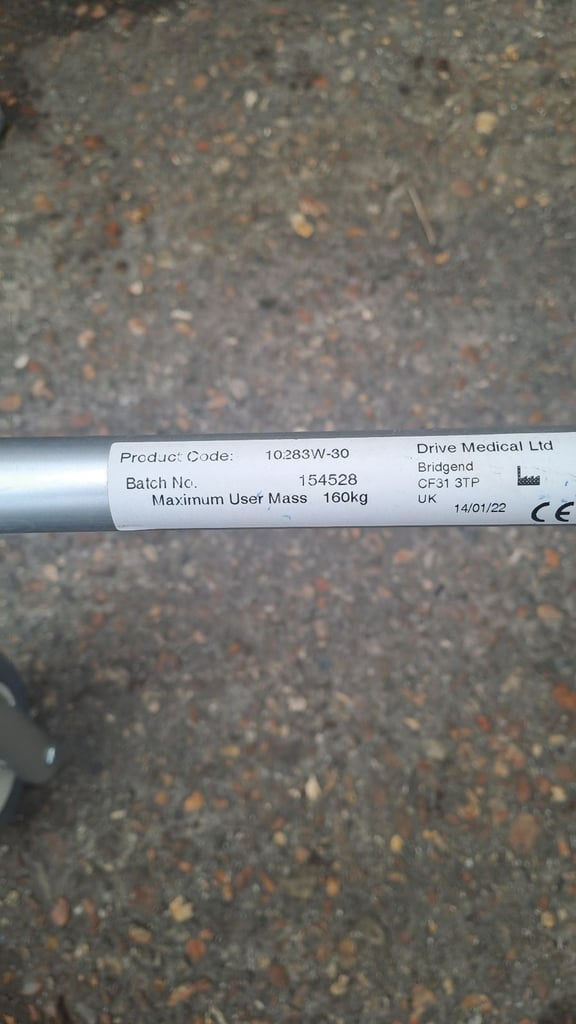 Product Code: 10283W-30
Batch No. 154528
Maximum User Mass 160kg
Drive Medical Ltd
Bridgend
CF31 3TP
UK
14/01/22
CE